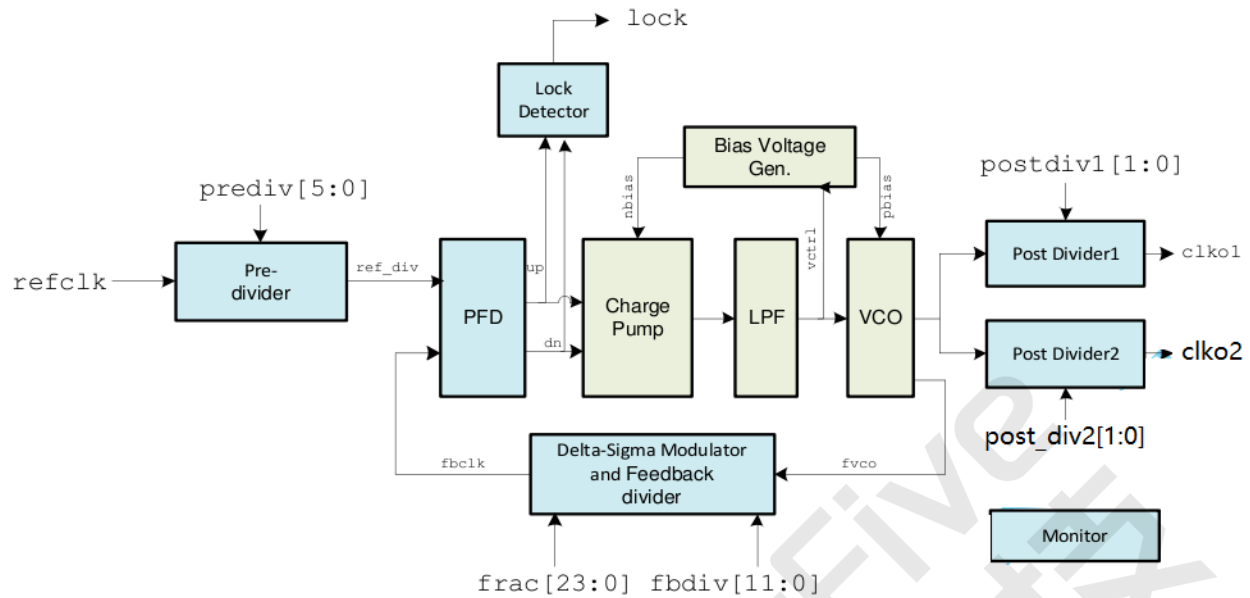 lock
Lock
Detector
Bias Voltage
Gen.
postdiv1[1:0]
prediv[5:0]
nbias
pbias
vctrl
refclk
Pre-
divider
ref_div
PFD
up
dn
Charge
Pump
LPF
VCO
Post Divider1
clko1
Post Divider2
clko2
post_div2[1:0]
fbclk
Delta-Sigma Modulator
and Feedback
divider
fvco
Monitor
frac[23:0]
fbdiv[11:0]